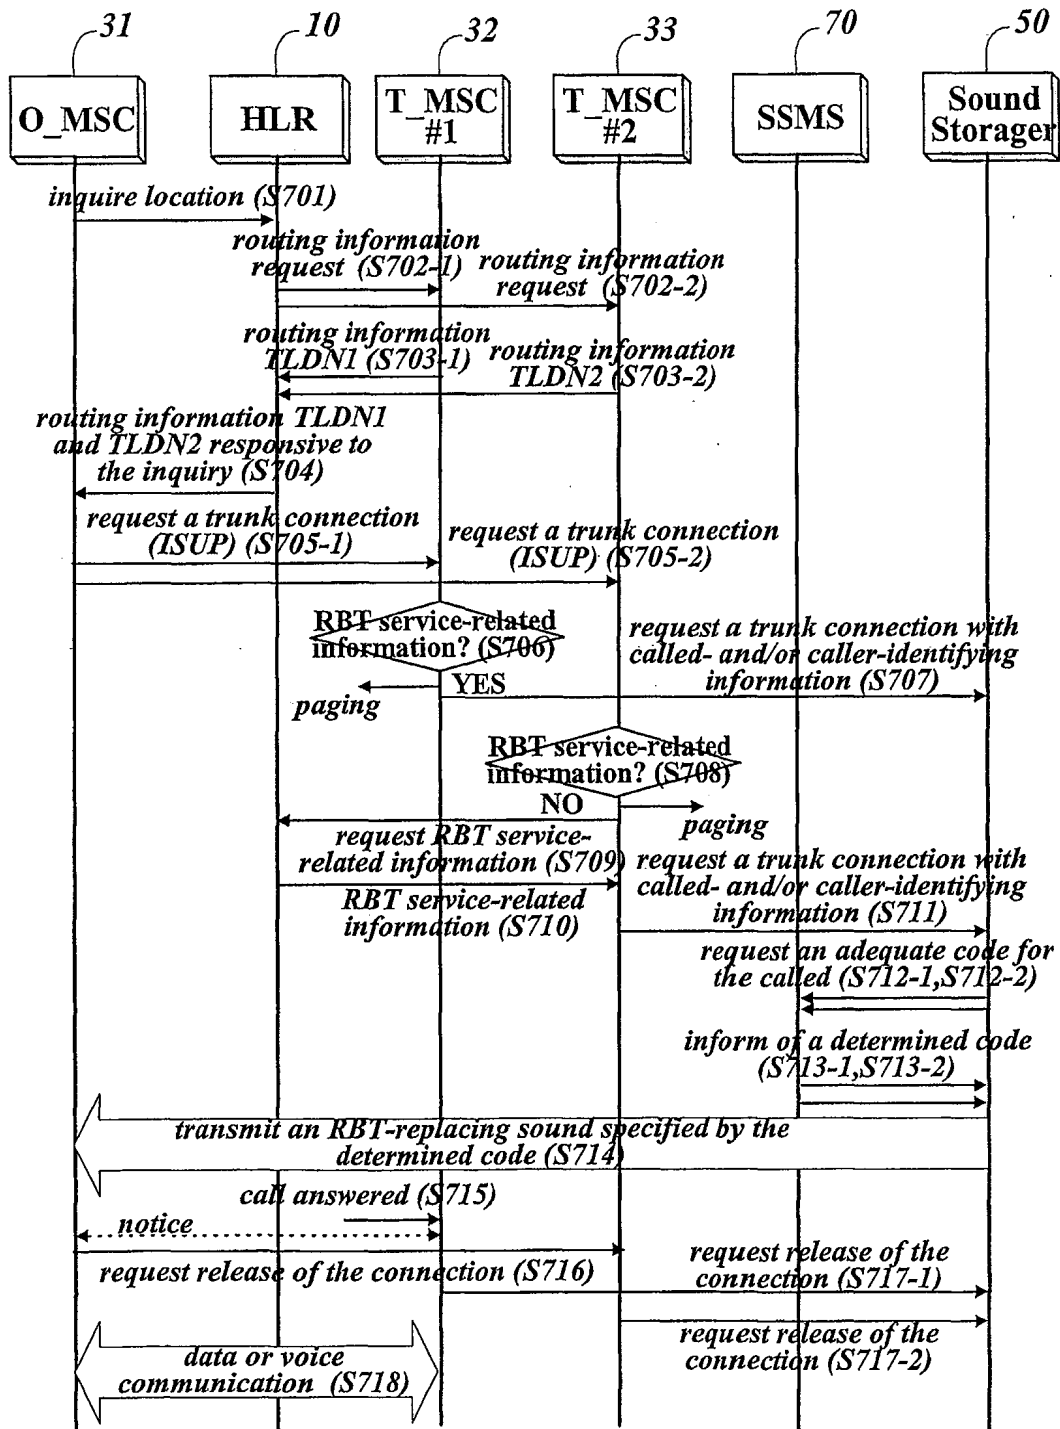 31
10
32
33
70
50
O_MSC
HLR
T_MSC
#1
T_MSC
#2
SSMS
Sound
Storager
inquire location (S701)
routing information
request (S702-1)
routing information
request (S702-2)
routing information
TLDN1 (S703-1)
routing information
TLDN2 (S703-2)
routing information TLDN1
and TLDN2 responsive to
the inquiry (S704)
request a trunk connection
(ISUP) (S705-1)
request a trunk connection
(ISUP) (S705-2)
RBT service-related
information? (S706)
request a trunk connection with
called- and/or caller-identifying
information (S707)
YES
paging
RBT service-related
information? (S708)
NO
paging
request RBT service-
related information (S709)
request a trunk connection with
called- and/or caller-identifying
information (S711)
RBT service-related
information (S710)
request an adequate code for
the called (S712-1,S712-2)
inform of a determined code
(S713-1,S713-2)
transmit an RBT-replacing sound specified by the
determined code (S714)
call answered (S715)
notice
request release of the connection (S716)
request release of the
connection (S717-1)
request release of the
connection (S717-2)
data or voice
communication (S718)